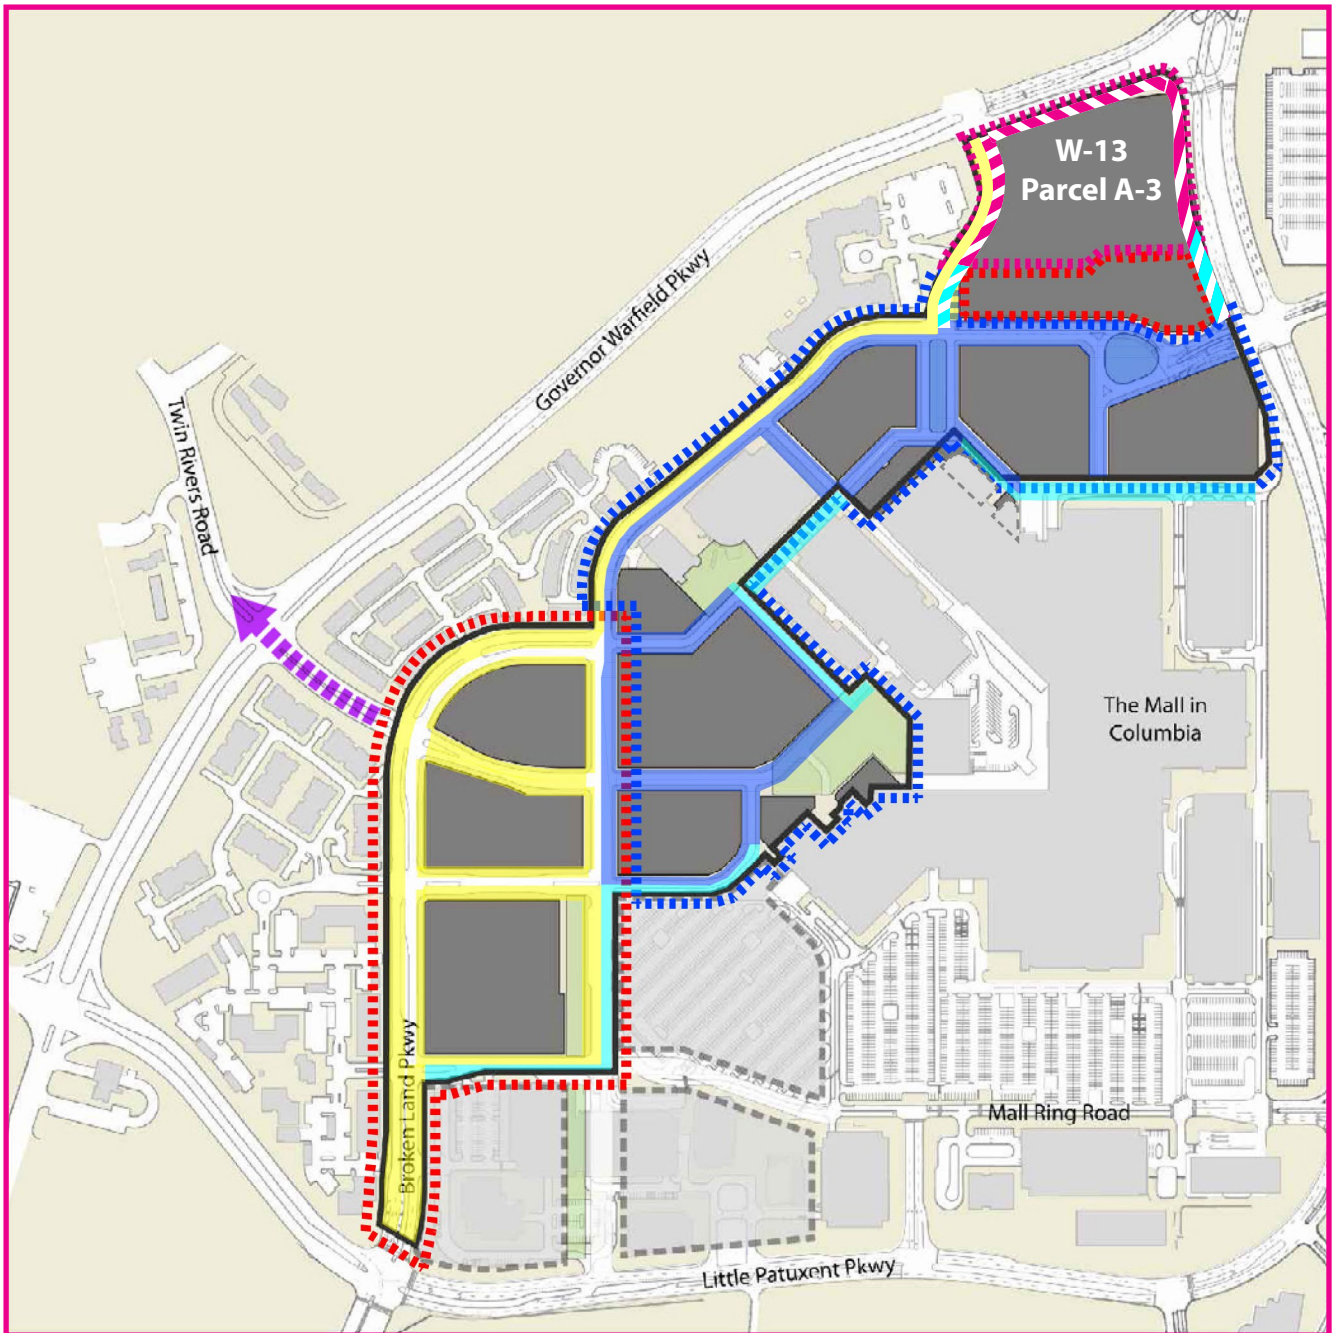 W-13
Parcel A-3
Governor Warfield Pkwy
Twin Rivers Road
The Mall in
Columbia
Broken Land Pkwy
Mall Ring Road
Little Patuxent Pkwy